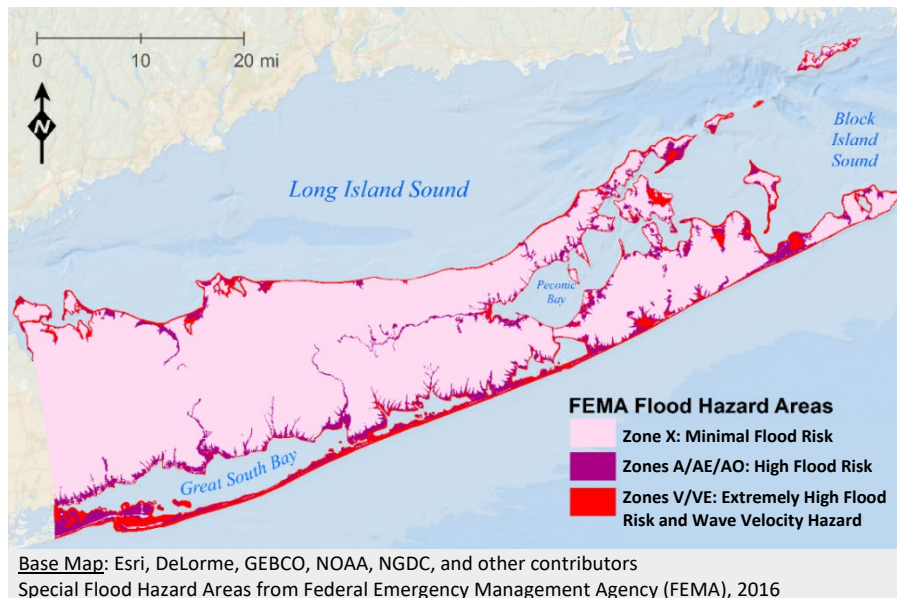 0 10 20 mi
N
Block
Island
Sound
Long Island Sound
Peconic
Bay
Great South Bay
FEMA Flood Hazard Areas
Zone X: Minimal Flood Risk
Zones A/AE/AO: High Flood Risk
Zones V/VE: Extremely High Flood
Risk and Wave Velocity Hazard
Base Map: Esri, DeLorme, GEBCO, NOAA, NGDC, and other contributors
Special Flood Hazard Areas from Federal Emergency Management Agency (FEMA), 2016